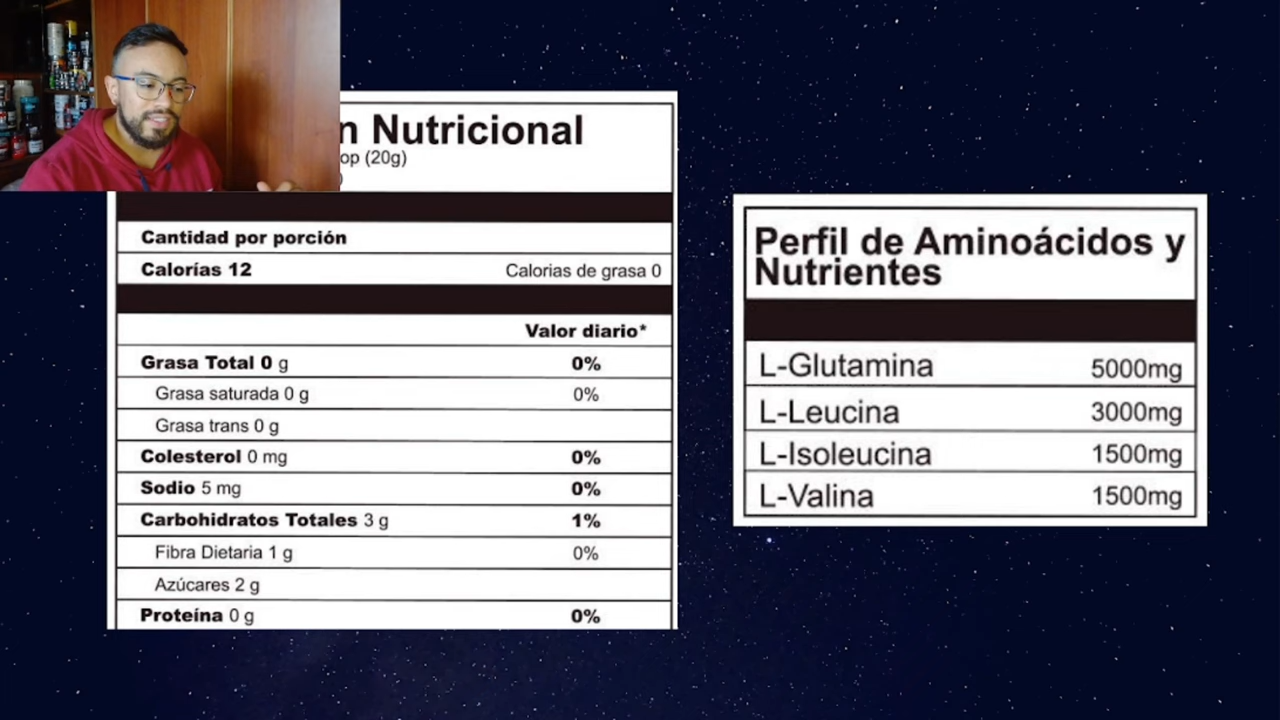 n Nutricional
op (20g)
)
Cantidad por porción
Calorías 12 Calorias de grasa 0
Valor diario*
Grasa Total 0 g 0%
Grasa saturada 0 g 0%
Grasa trans 0 g
Colesterol 0 mg 0%
Sodio 5 mg 0%
Carbohidratos Totales 3 g 1%
Fibra Dietaria 1 g 0%
Azúcares 2 g
Proteína 0 g 0%
Perfil de Aminoácidos y
Nutrientes
L-Glutamina 5000mg
L-Leucina 3000mg
L-Isoleucina 1500mg
L-Valina 1500mg